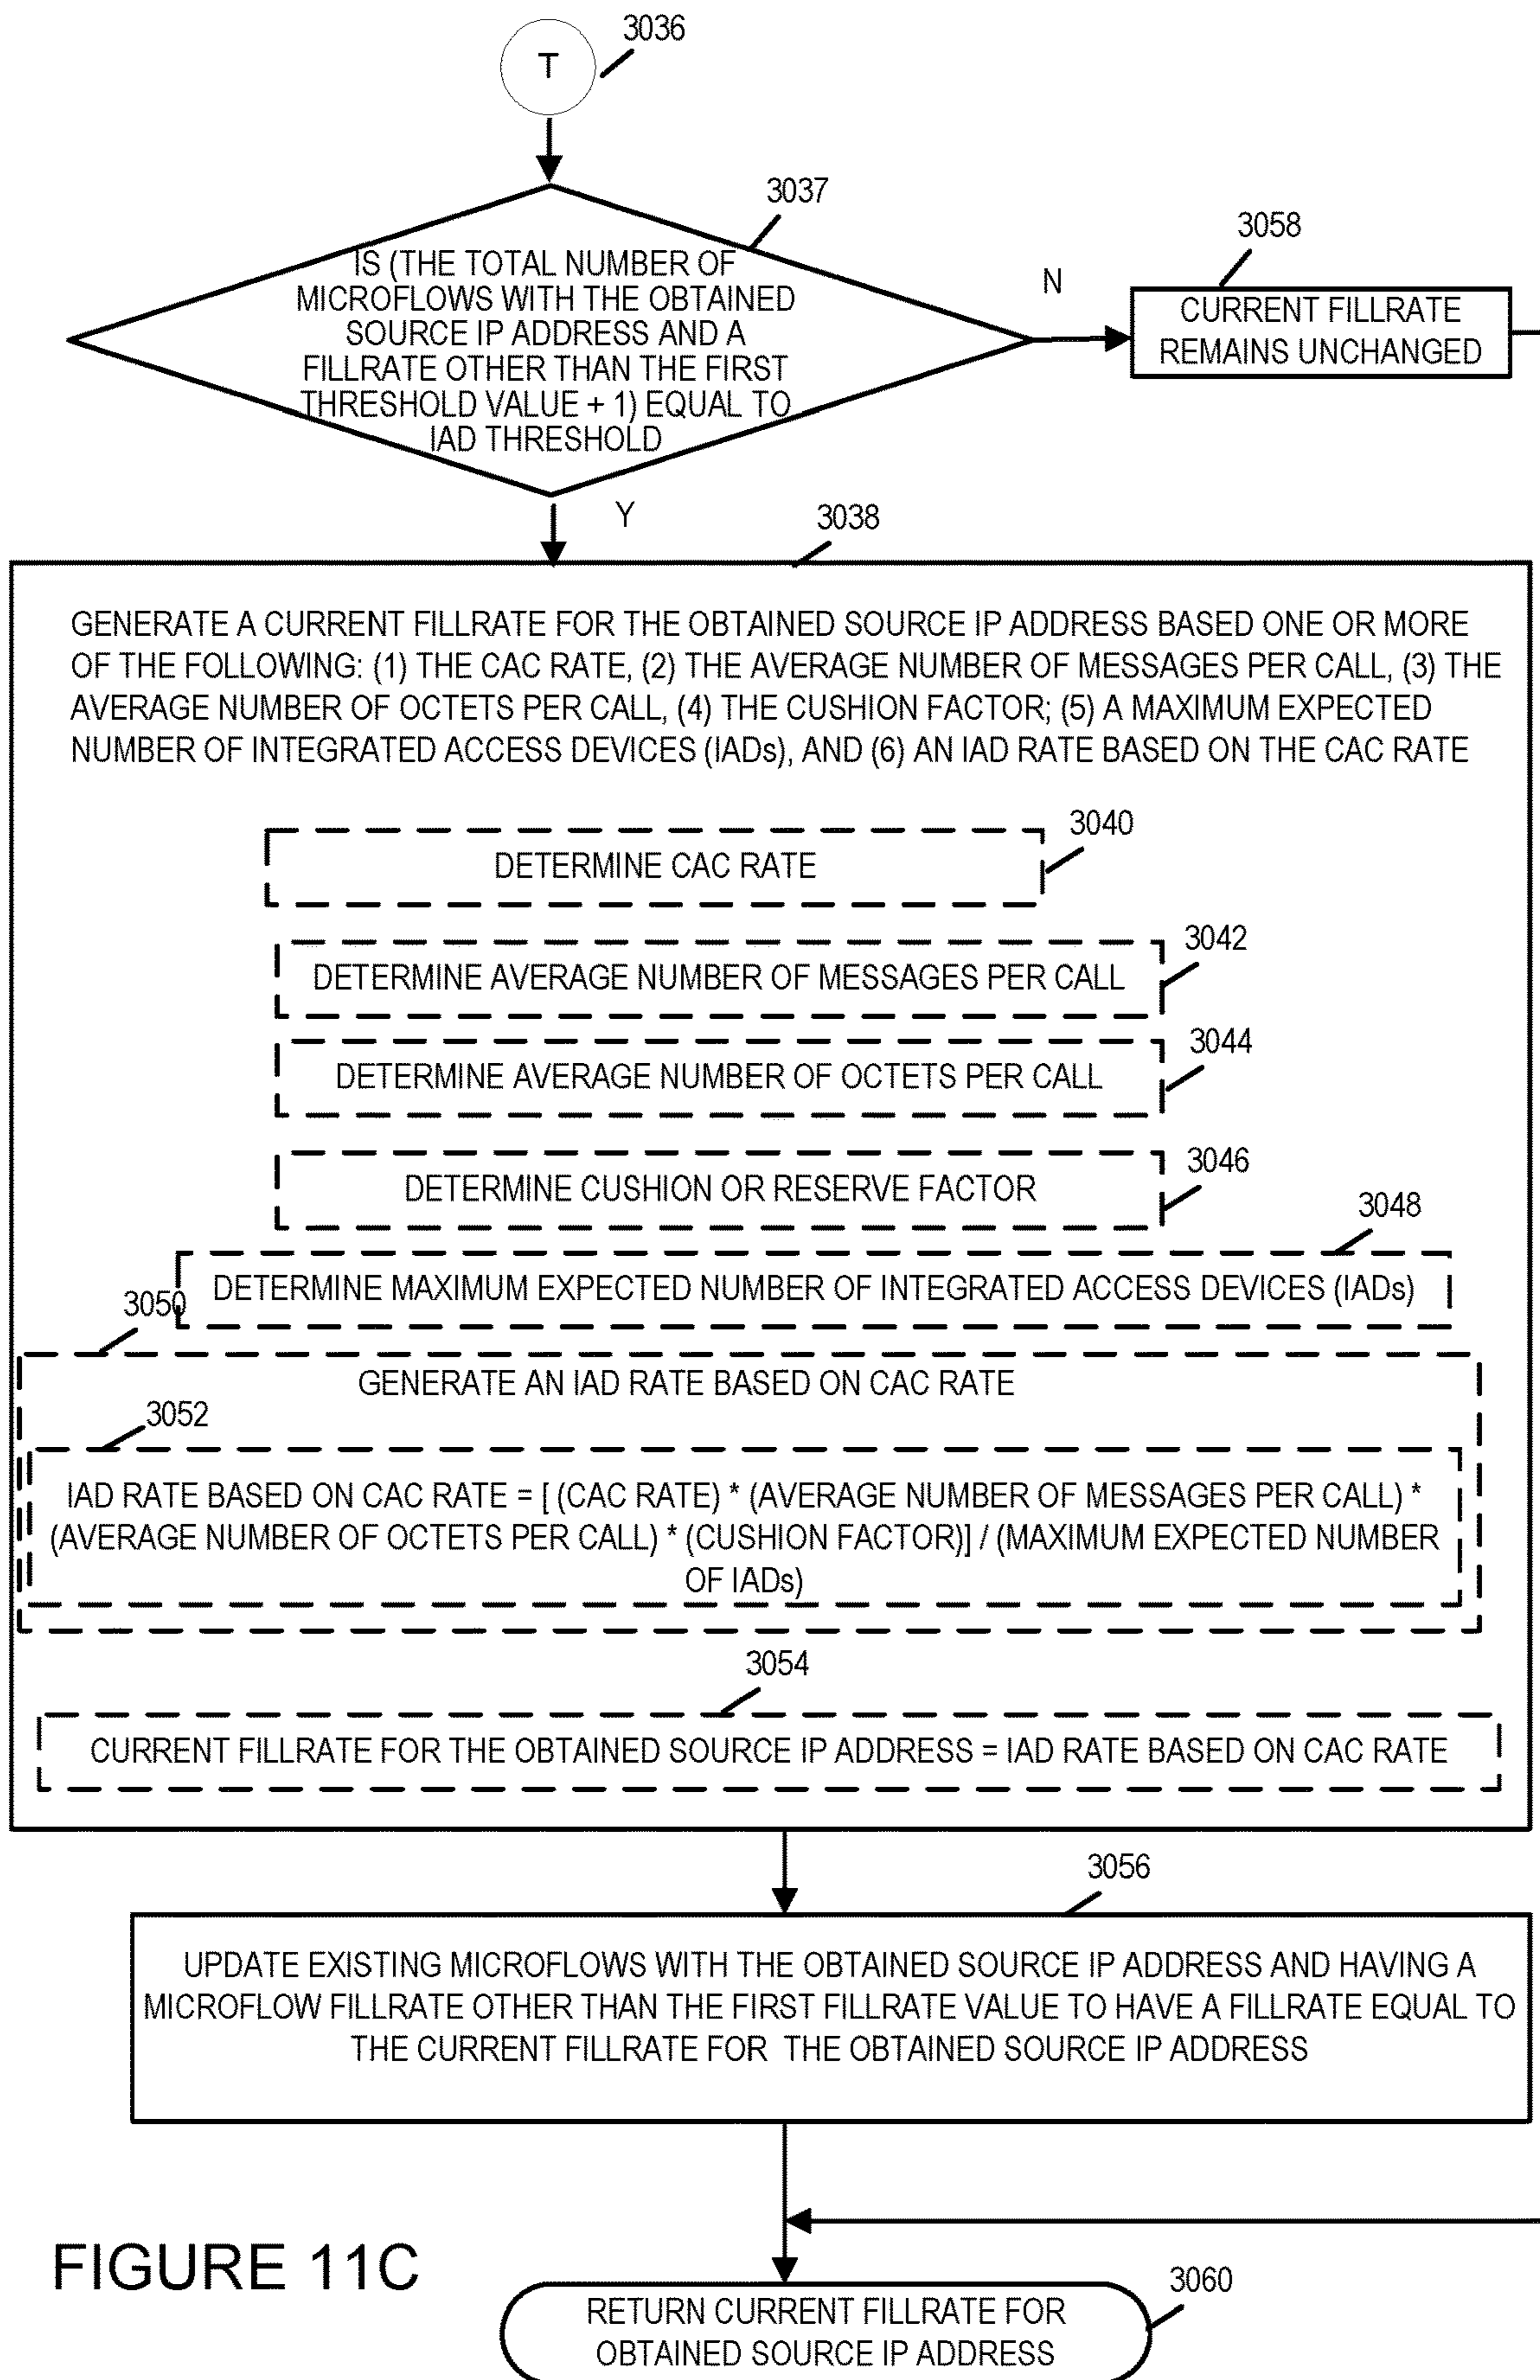 3036
T
3037
IS (THE TOTAL NUMBER OF
MICROFLOWS WITH THE OBTAINED
SOURCE IP ADDRESS AND A
FILLRATE OTHER THAN THE FIRST
THRESHOLD VALUE + 1) EQUAL TO
IAD THRESHOLD
N
3058
CURRENT FILLRATE
REMAINS UNCHANGED
Y
3038
GENERATE A CURRENT FILLRATE FOR THE OBTAINED SOURCE IP ADDRESS BASED ONE OR MORE
OF THE FOLLOWING: (1) THE CAC RATE, (2) THE AVERAGE NUMBER OF MESSAGES PER CALL, (3) THE
AVERAGE NUMBER OF OCTETS PER CALL, (4) THE CUSHION FACTOR; (5) A MAXIMUM EXPECTED
NUMBER OF INTEGRATED ACCESS DEVICES (IADs), AND (6) AN IAD RATE BASED ON THE CAC RATE
3040
DETERMINE CAC RATE
3042
DETERMINE AVERAGE NUMBER OF MESSAGES PER CALL
3044
DETERMINE AVERAGE NUMBER OF OCTETS PER CALL
3046
DETERMINE CUSHION OR RESERVE FACTOR
3048
DETERMINE MAXIMUM EXPECTED NUMBER OF INTEGRATED ACCESS DEVICES (IADs)
3050
GENERATE AN IAD RATE BASED ON CAC RATE
3052
IAD RATE BASED ON CAC RATE = [ (CAC RATE) * (AVERAGE NUMBER OF MESSAGES PER CALL) *
(AVERAGE NUMBER OF OCTETS PER CALL) * (CUSHION FACTOR)] / (MAXIMUM EXPECTED NUMBER
OF IADs)
3054
CURRENT FILLRATE FOR THE OBTAINED SOURCE IP ADDRESS = IAD RATE BASED ON CAC RATE
3056
UPDATE EXISTING MICROFLOWS WITH THE OBTAINED SOURCE IP ADDRESS AND HAVING A
MICROFLOW FILLRATE OTHER THAN THE FIRST FILLRATE VALUE TO HAVE A FILLRATE EQUAL TO
THE CURRENT FILLRATE FOR THE OBTAINED SOURCE IP ADDRESS
FIGURE 11C
3060
RETURN CURRENT FILLRATE FOR
OBTAINED SOURCE IP ADDRESS